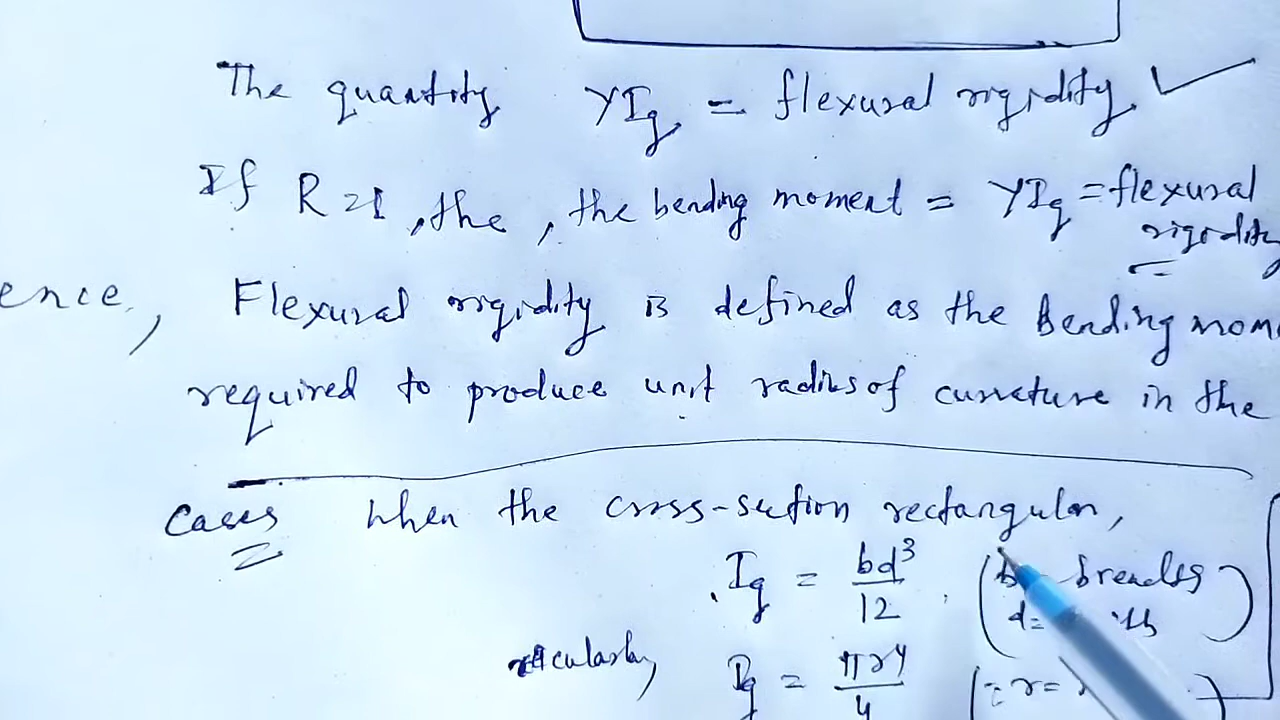 The quantity YIg = flexural rigidity. ✓
If R=1, the, the bending moment = YIg = flexural
rigidity
ence, Flexural rigidity is defined as the Bending mom
required to produce unit radius of curvature in the
Cases when the cross-section rectangular,
Ig = bd³/12. (b breadth
d=
Ig = πr⁴/4 (r=